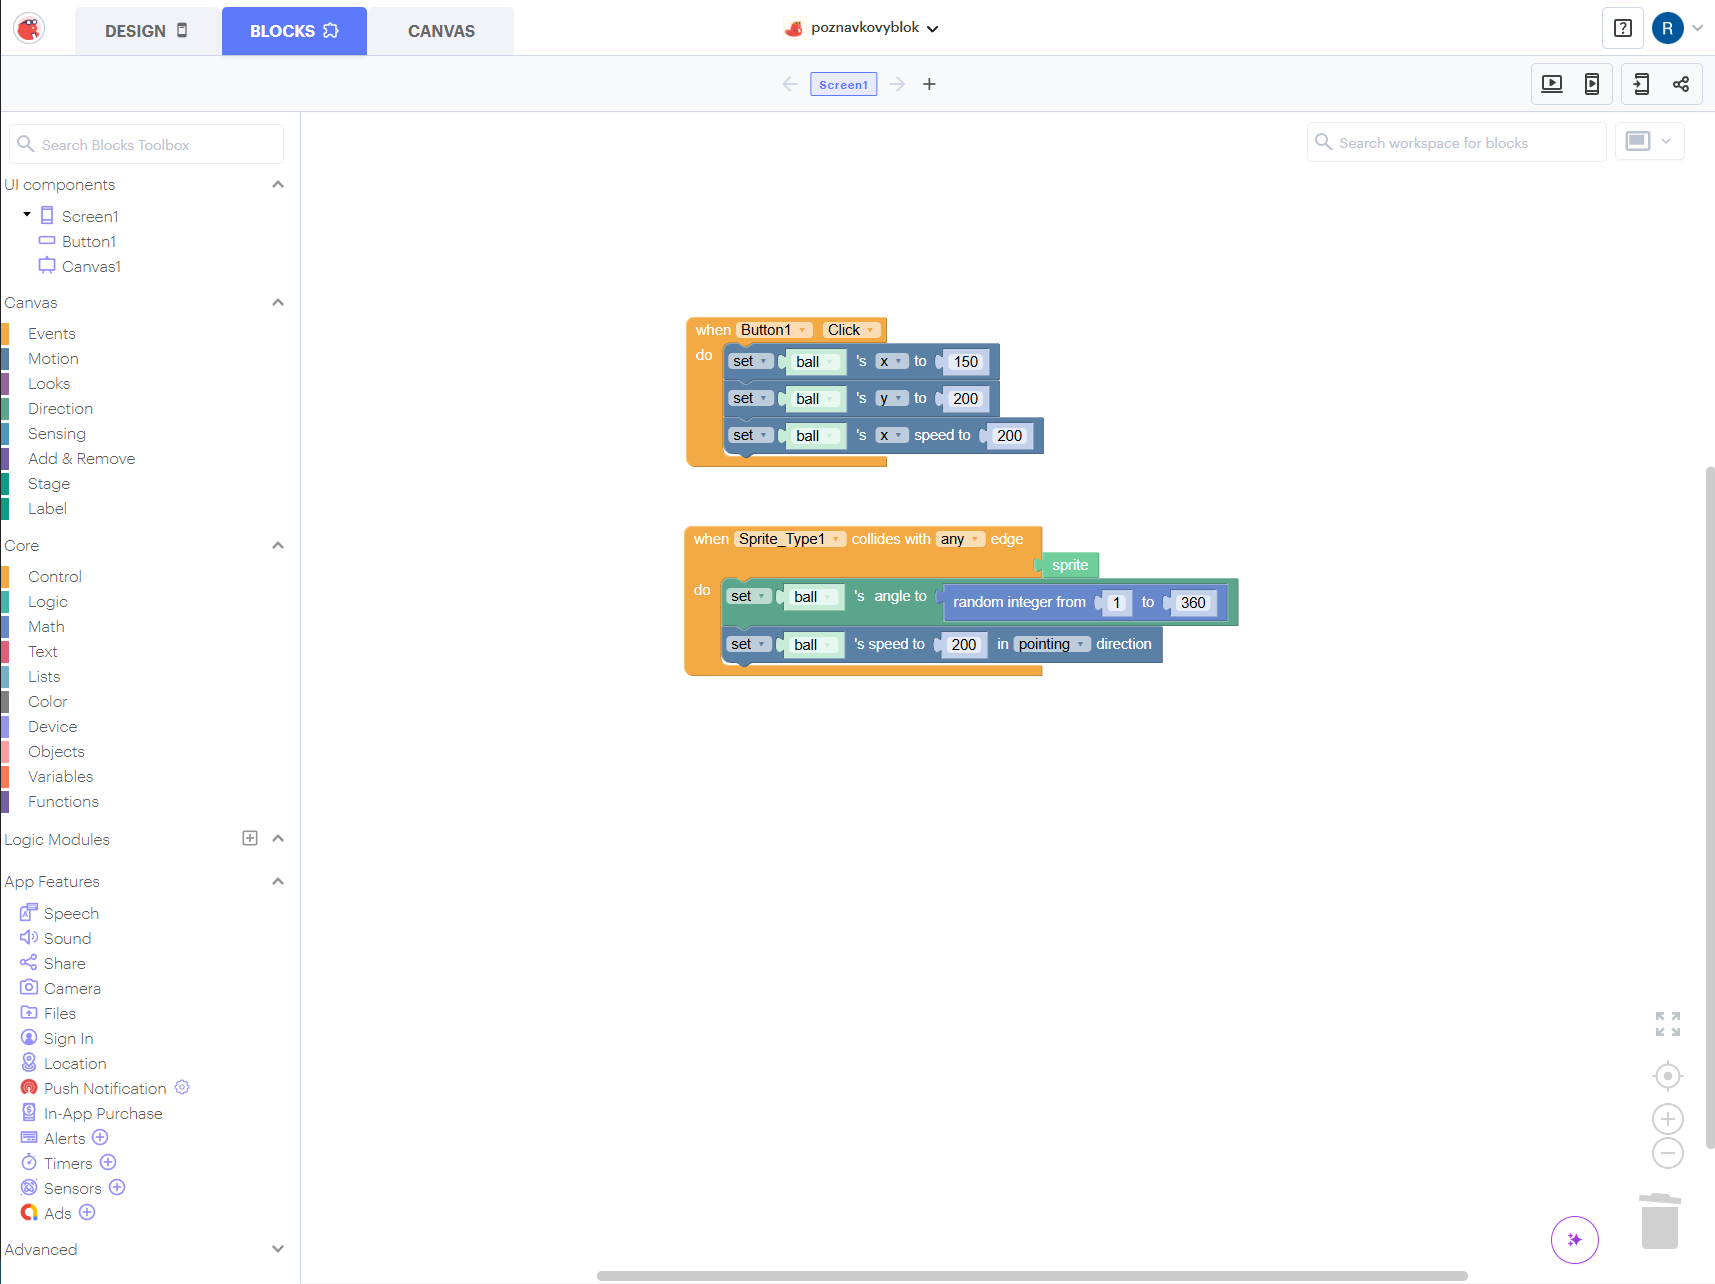 DESIGN
BLOCKS
CANVAS
poznavkovyblok
R
Screen1
Search Blocks Toolbox
Search workspace for blocks
UI components
Screen1
Button1
Canvas1
Canvas
Events
Motion
Looks
Direction
Sensing
Add & Remove
Stage
Label
Core
Control
Logic
Math
Text
Lists
Color
Device
Objects
Variables
Functions
Logic Modules
App Features
Speech
Sound
Share
Camera
Files
Sign In
Location
Push Notification
In-App Purchase
Alerts
Timers
Sensors
Ads
Advanced
when Button1 Click
do set ball 's x to 150
set ball 's y to 200
set ball 's x speed to 200
when Sprite_Type1 collides with any edge
sprite
do set ball 's angle to random integer from 1 to 360
set ball 's speed to 200 in pointing direction